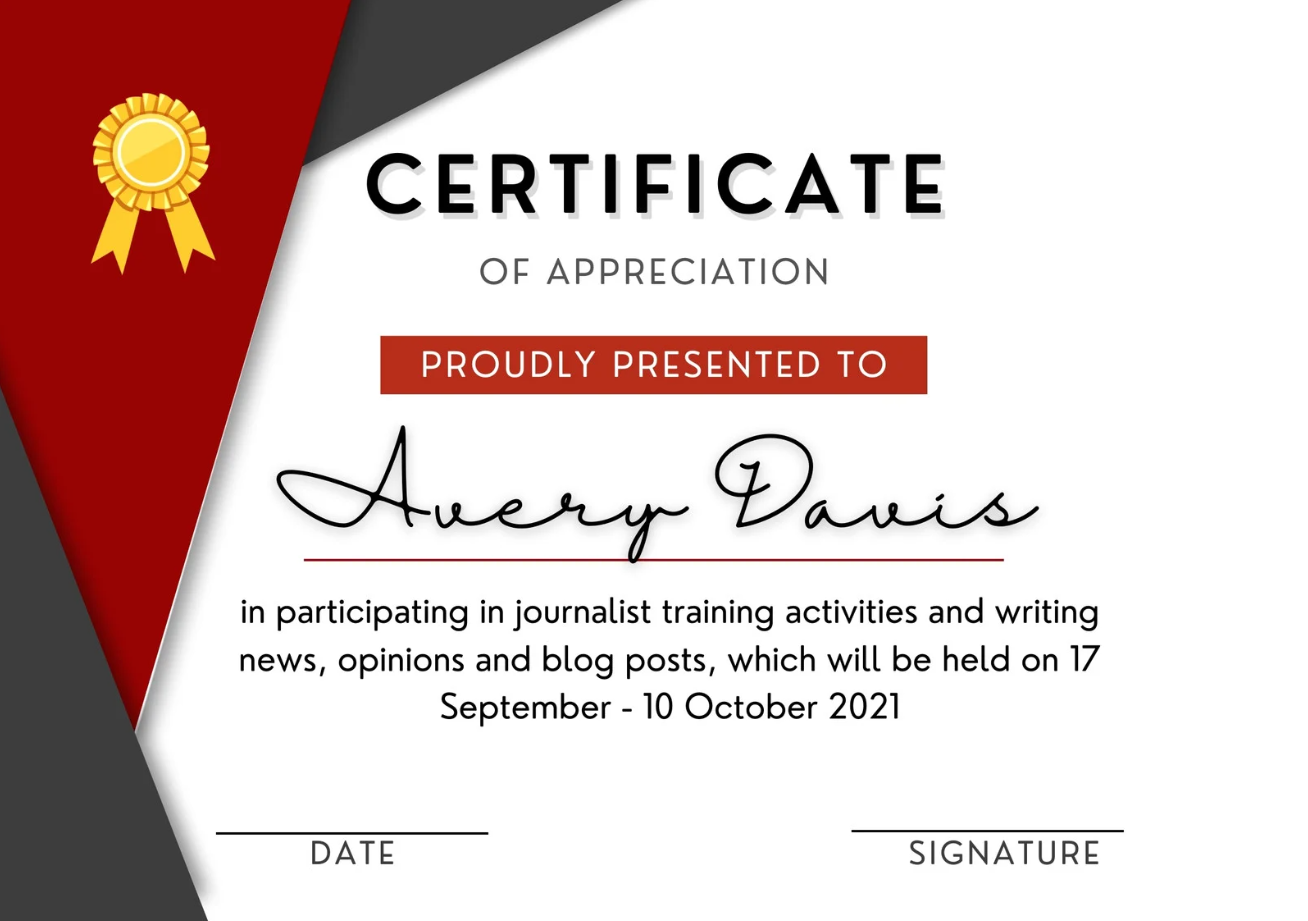 CERTIFICATE
OF APPRECIATION
PROUDLY PRESENTED TO
Avery Davis
in participating in journalist training activities and writing
news, opinions and blog posts, which will be held on 17
September - 10 October 2021
DATE
SIGNATURE